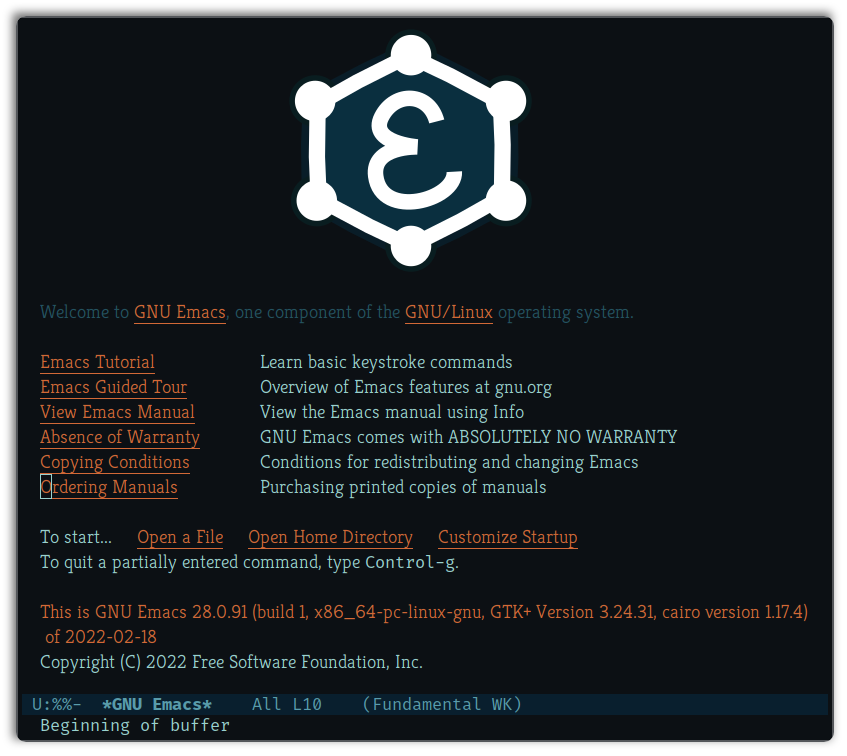 Welcome to GNU Emacs, one component of the GNU/Linux operating system.
Emacs Tutorial Learn basic keystroke commands
Emacs Guided Tour Overview of Emacs features at gnu.org
View Emacs Manual View the Emacs manual using Info
Absence of Warranty GNU Emacs comes with ABSOLUTELY NO WARRANTY
Copying Conditions Conditions for redistributing and changing Emacs
Ordering Manuals Purchasing printed copies of manuals
To start... Open a File Open Home Directory Customize Startup
To quit a partially entered command, type Control-g.
This is GNU Emacs 28.0.91 (build 1, x86_64-pc-linux-gnu, GTK+ Version 3.24.31, cairo version 1.17.4)
of 2022-02-18
Copyright (C) 2022 Free Software Foundation, Inc.
U:%%- *GNU Emacs* All L10 (Fundamental WK)
Beginning of buffer